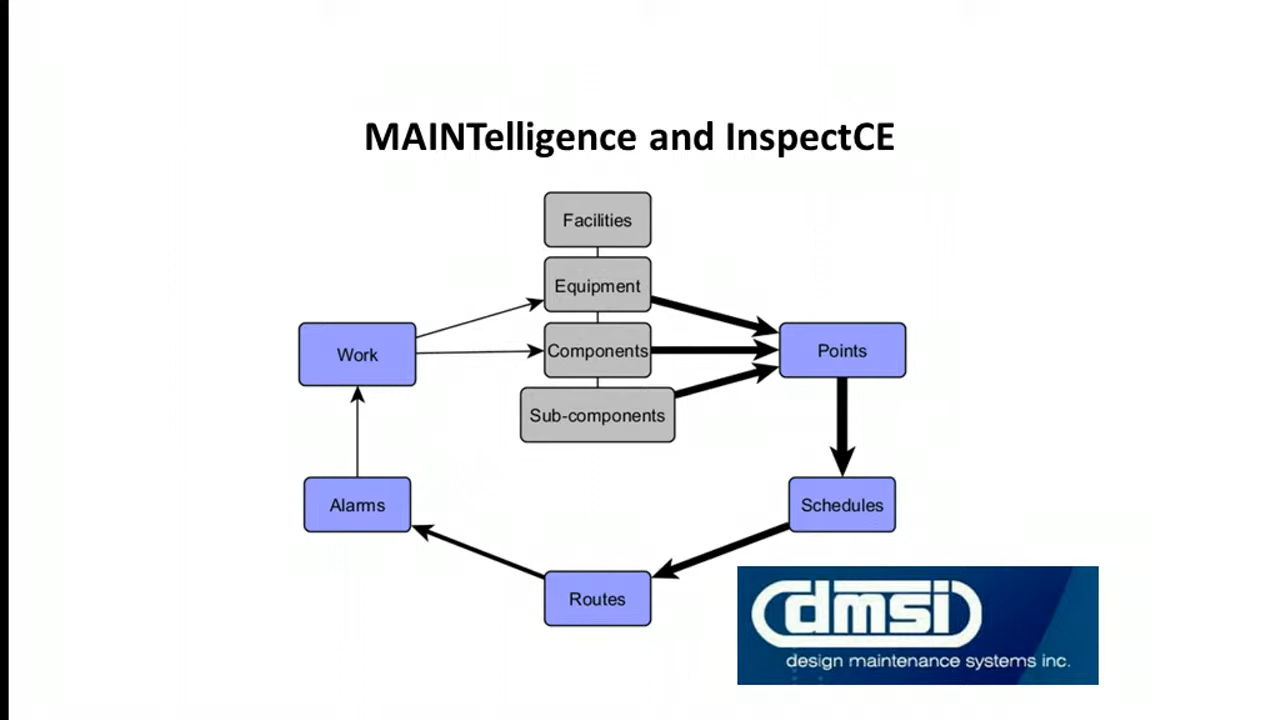 MAINTelligence and InspectCE
Facilities
Equipment
Work
Components
Points
Sub-components
Alarms
Schedules
Routes
dmsi
design maintenance systems inc.